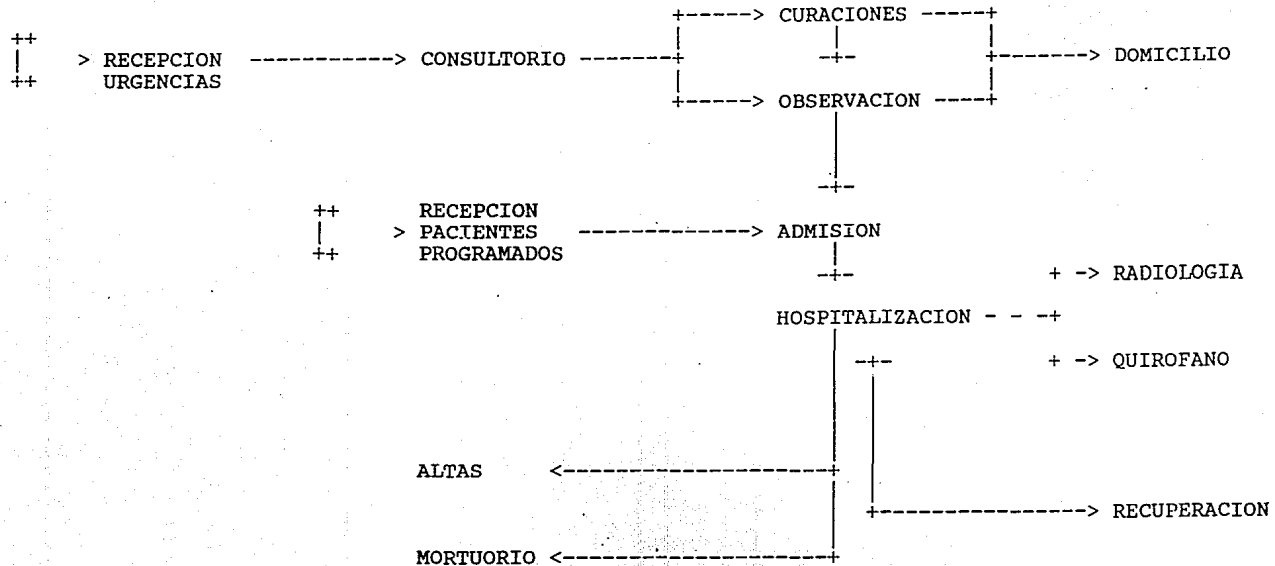 CURACIONES
RECEPCION
URGENCIAS
CONSULTORIO
DOMICILIO
OBSERVACION
RECEPCION
PACIENTES
PROGRAMADOS
ADMISION
RADIOLOGIA
HOSPITALIZACION
QUIROFANO
ALTAS
RECUPERACION
MORTUORIO